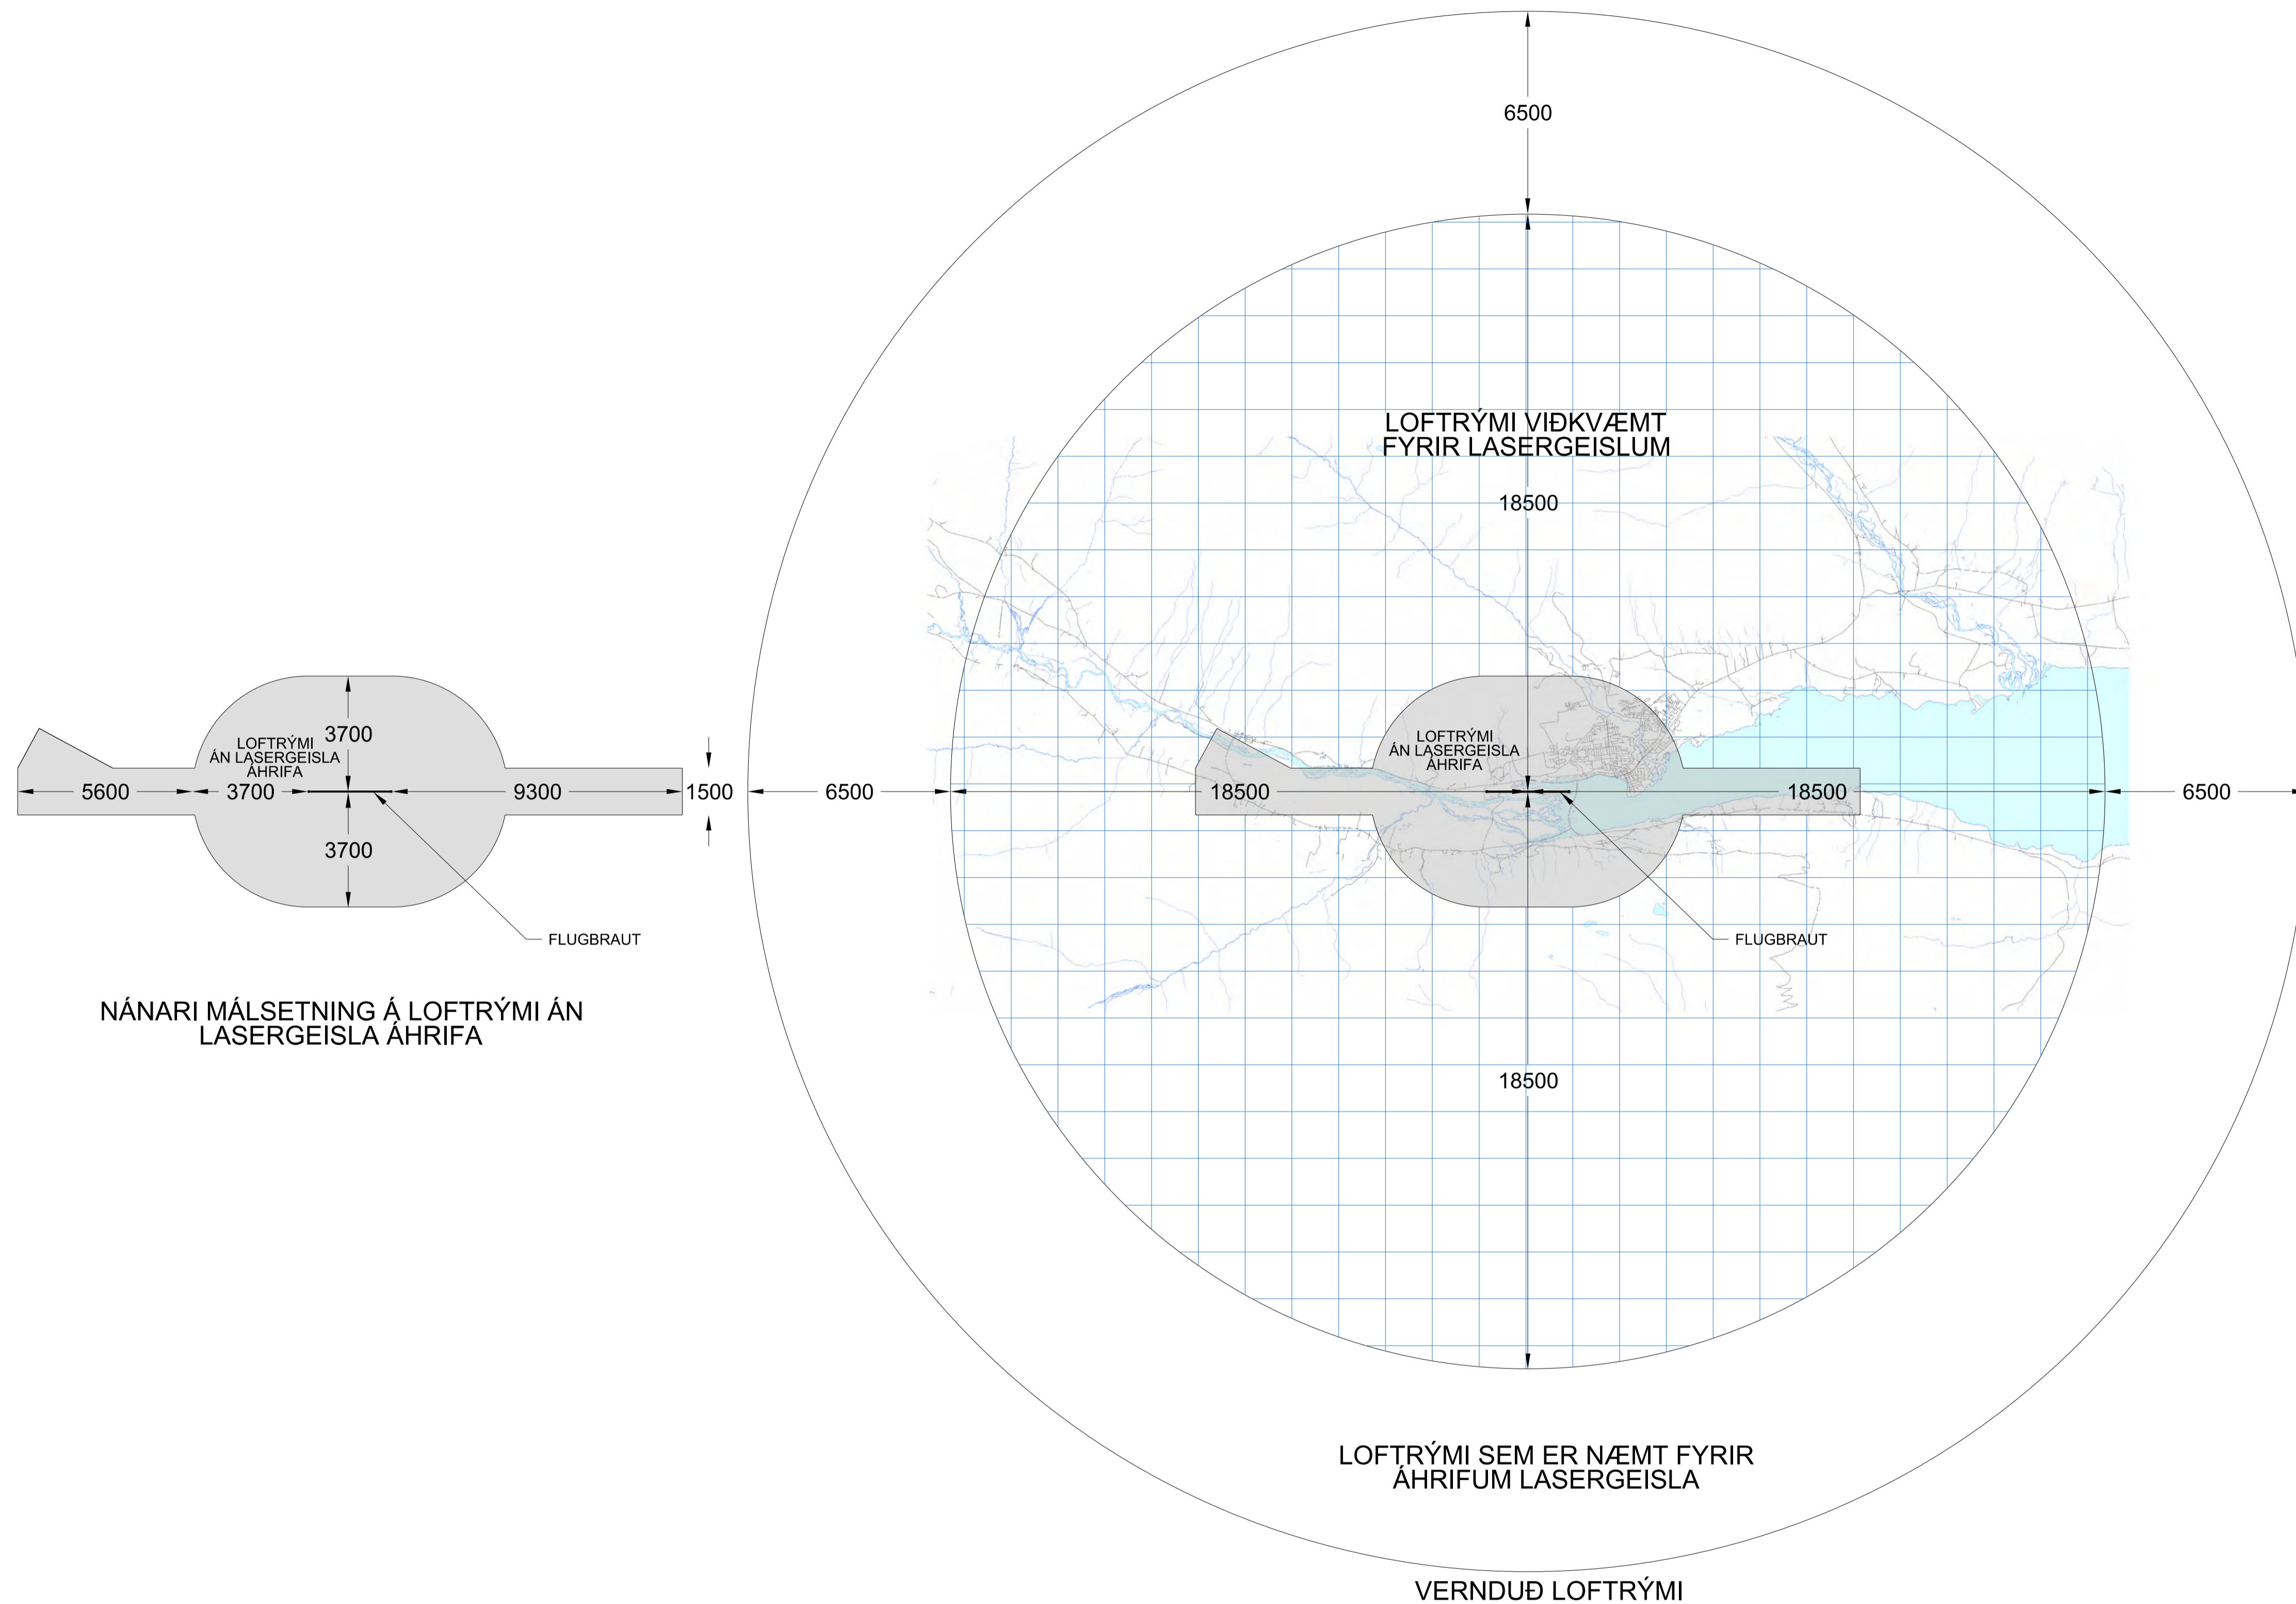 6500
LOFTRÝMI VIÐKVÆMT
FYRIR LASERGEISLUM
18500
3700
LOFTRÝMI
ÁN LASERGEISLA
ÁHRIFA
5600
3700
9300
1500
3700
FLUGBRAUT
NÁNARI MÁLSETNING Á LOFTRÝMI ÁN
LASERGEISLA ÁHRIFA
LOFTRÝMI
ÁN LASERGEISLA
ÁHRIFA
6500
18500
18500
6500
FLUGBRAUT
18500
LOFTRÝMI SEM ER NÆMT FYRIR
ÁHRIFUM LASERGEISLA
VERNDUÐ LOFTRÝMI